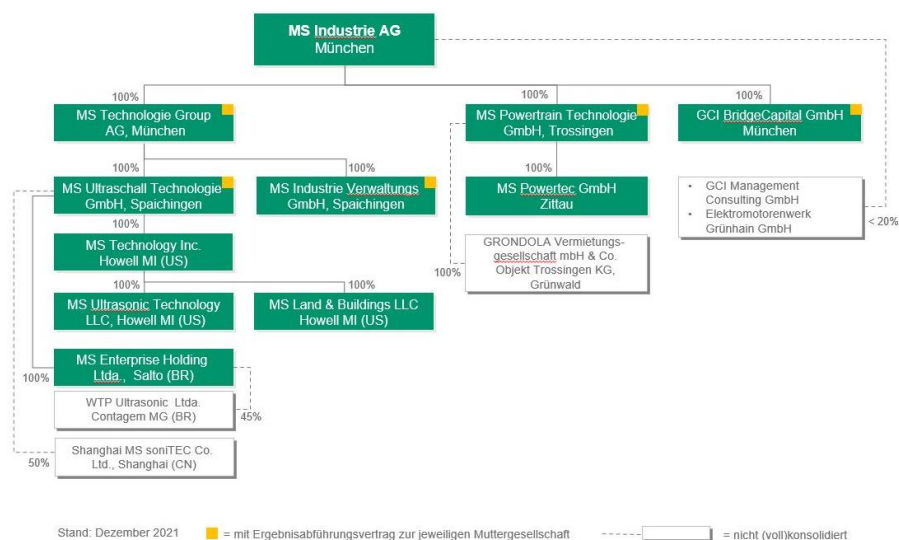 MS Industrie AG
München
100%
100%
100%
MS Technologie Group
AG, München
MS Powertrain Technologie
GmbH, Trossingen
GCI BridgeCapital GmbH
München
100%
100%
100%
MS Ultraschall Technologie
GmbH, Spaichingen
MS Industrie Verwaltungs
GmbH, Spaichingen
MS Powertec GmbH
Zittau
• GCI Management
Consulting GmbH
• Elektromotorenwerk
Grünhain GmbH
< 20%
100%
MS Technology Inc.
Howell MI (US)
GRONDOLA Vermietungs-
gesellschaft mbH & Co.
Objekt Trossingen KG,
Grünwald
100%
100%
100%
MS Ultrasonic Technology
LLC, Howell MI (US)
MS Land & Buildings LLC
Howell MI (US)
MS Enterprise Holding
Ltda., Salto (BR)
100%
WTP Ultrasonic Ltda.
Contagem MG (BR)
45%
Shanghai MS soniTEC Co.
Ltd., Shanghai (CN)
50%
Stand: Dezember 2021
= mit Ergebnisabführungsvertrag zur jeweiligen Muttergesellschaft
= nicht (voll)konsolidiert